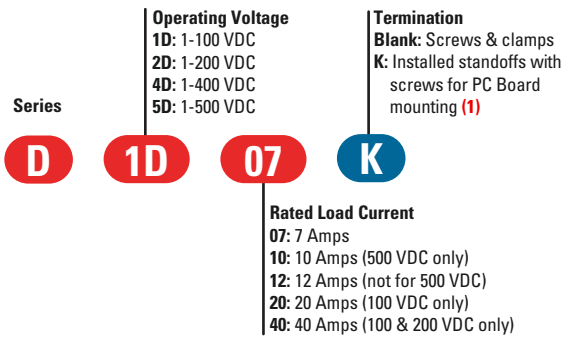 Operating Voltage
1D: 1-100 VDC
2D: 1-200 VDC
4D: 1-400 VDC
5D: 1-500 VDC
Termination
Blank: Screws & clamps
K: Installed standoffs with
screws for PC Board
mounting (1)
Series
D
1D
07
K
Rated Load Current
07: 7 Amps
10: 10 Amps (500 VDC only)
12: 12 Amps (not for 500 VDC)
20: 20 Amps (100 VDC only)
40: 40 Amps (100 & 200 VDC only)